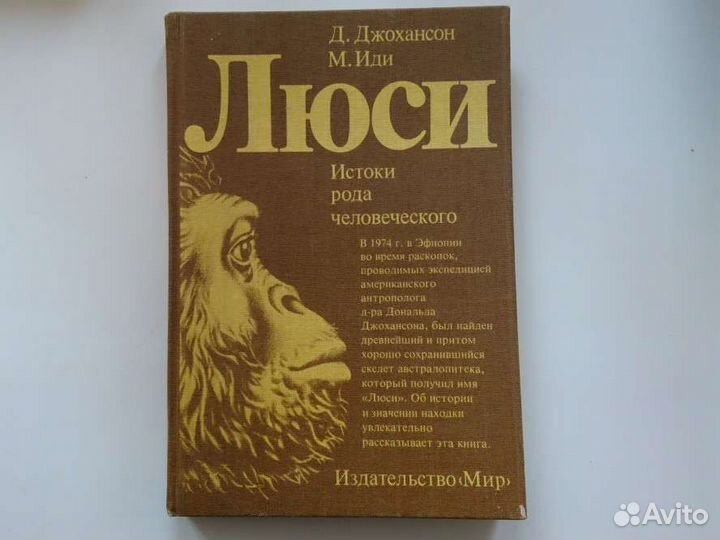 Д. Джохансон
М. Иди
Люси
Истоки
рода
человеческого
В 1974 г. в Эфиопии
во время раскопок,
проводимых экспедицией
американского
антрополога
д-ра Дональда
Джохансона, был найден
древнейший и притом
хорошо сохранившийся
скелет австралопитека,
который получил имя
«Люси». Об истории
и значении находки
увлекательно
рассказывает эта книга.
Издательство ‹Мир›
Avito